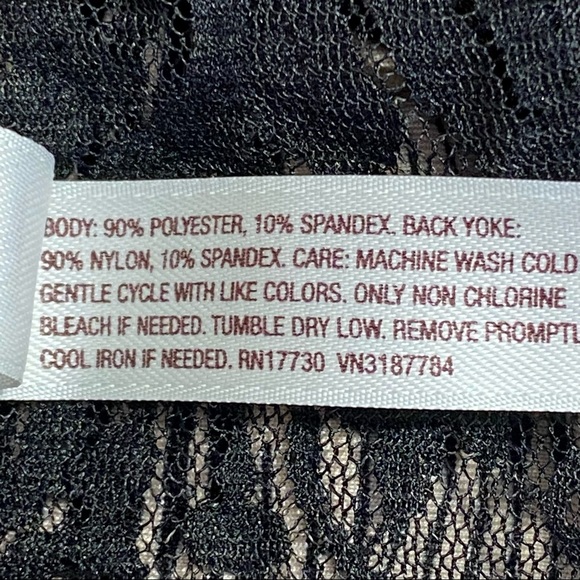 BODY: 90% POLYESTER, 10% SPANDEX. BACK YOKE:
90% NYLON, 10% SPANDEX. CARE: MACHINE WASH COLD
GENTLE CYCLE WITH LIKE COLORS. ONLY NON CHLORINE
BLEACH IF NEEDED. TUMBLE DRY LOW. REMOVE PROMPTL
COOL IRON IF NEEDED. RN17730 VN3187784